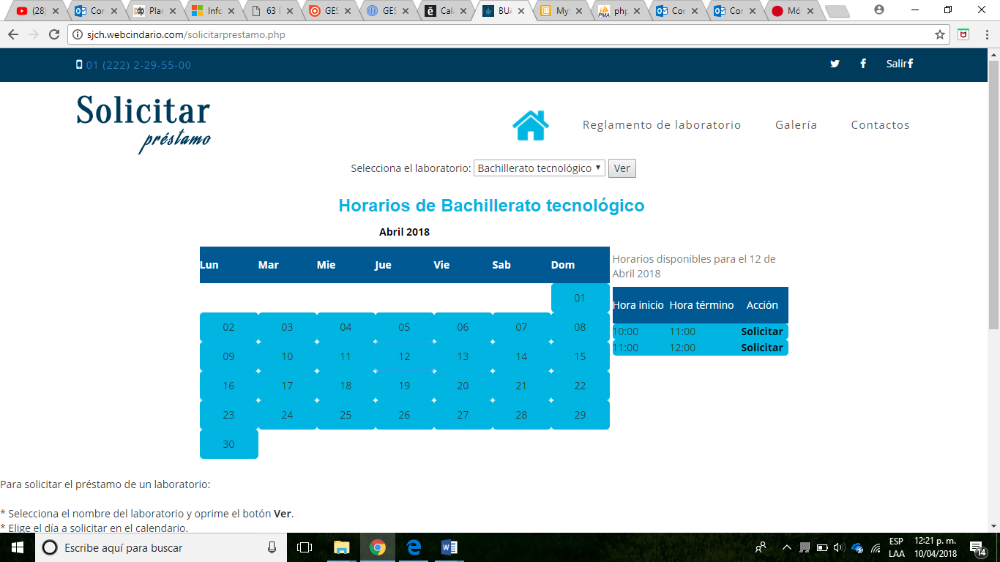 (28)
Cor
Plar
Info
63 F
GES
GES
Cala
BUA
MyS
php
Cor
Cor
Mó
sjch.webcindario.com/solicitarprestamo.php
01 (222) 2-29-55-00
Salir
Solicitar
préstamo
Reglamento de laboratorio
Galería
Contactos
Selecciona el laboratorio: Bachillerato tecnológico Ver
Horarios de Bachillerato tecnológico
Abril 2018
Lun Mar Mie Jue Vie Sab Dom
01
02 03 04 05 06 07 08
09 10 11 12 13 14 15
16 17 18 19 20 21 22
23 24 25 26 27 28 29
30
Horarios disponibles para el 12 de
Abril 2018
Hora inicio Hora término Acción
10:00 11:00 Solicitar
11:00 12:00 Solicitar
Para solicitar el préstamo de un laboratorio:
* Selecciona el nombre del laboratorio y oprime el botón Ver.
* Elige el día a solicitar en el calendario.
Escribe aquí para buscar
ESP
LAA
12:21 p. m.
10/04/2018
14